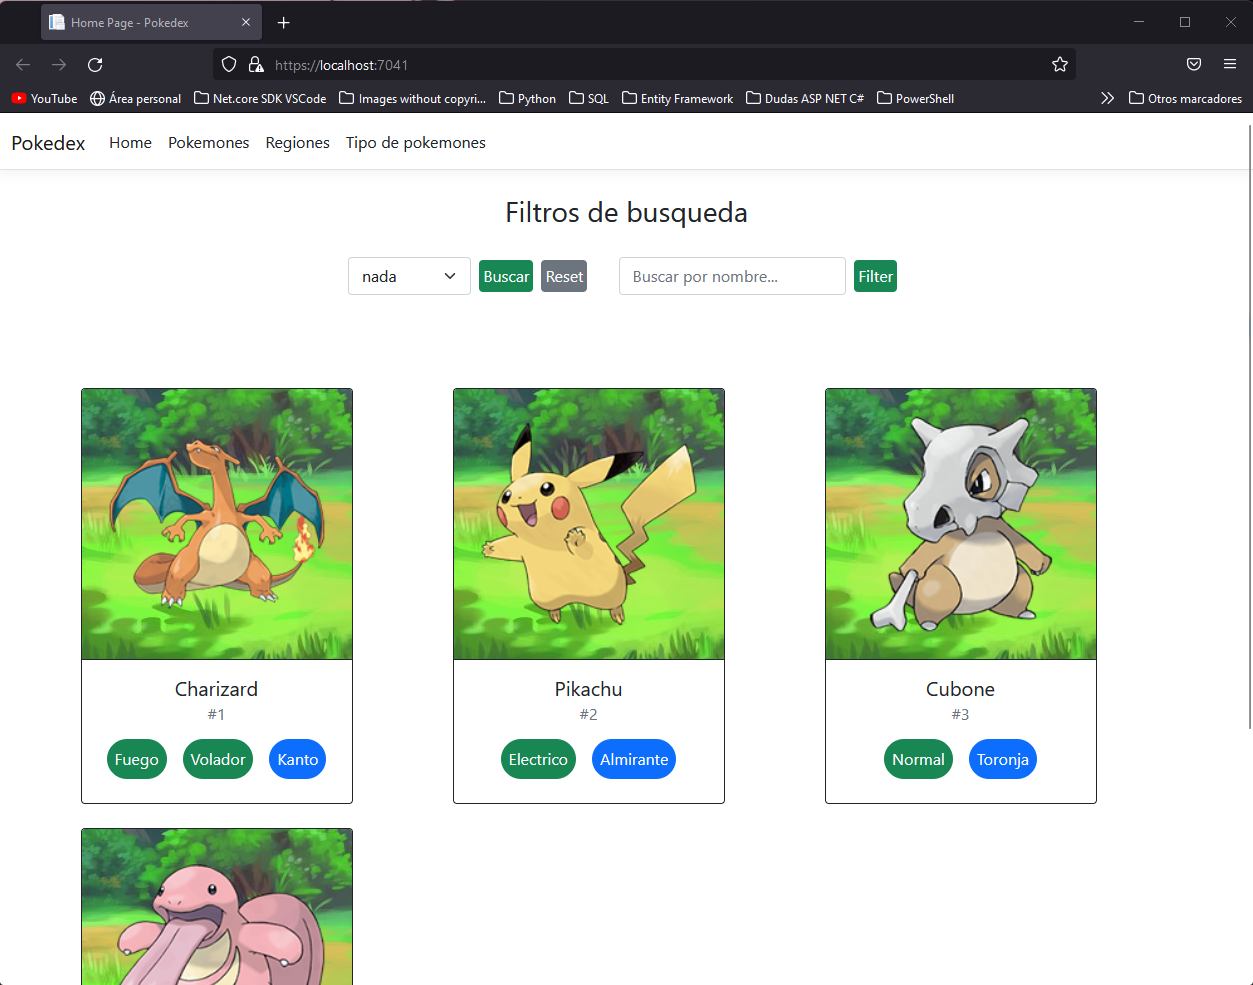 Home Page - Pokedex
https://localhost:7041
YouTube Área personal Net.core SDK VSCode Images without copyri... Python SQL Entity Framework Dudas ASP NET C# PowerShell Otros marcadores
Pokedex Home Pokemones Regiones Tipo de pokemones
Filtros de busqueda
nada Buscar Reset Buscar por nombre... Filter
Charizard
#1
Fuego Volador Kanto
Pikachu
#2
Electrico Almirante
Cubone
#3
Normal Toronja